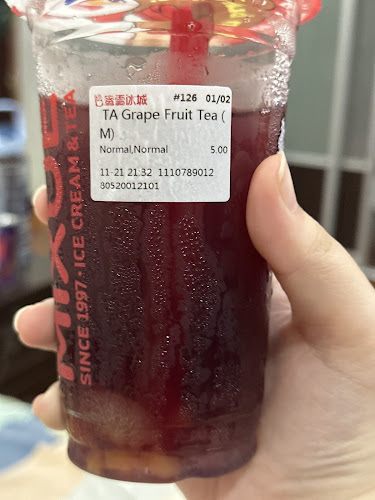 蜜雪冰城 #126 01/02
TA Grape Fruit Tea (
M)
Normal,Normal 5.00
11-21 21:32 1110789012
80520012101
MIXUE
SINCE 1997·ICE CREAM & TEA